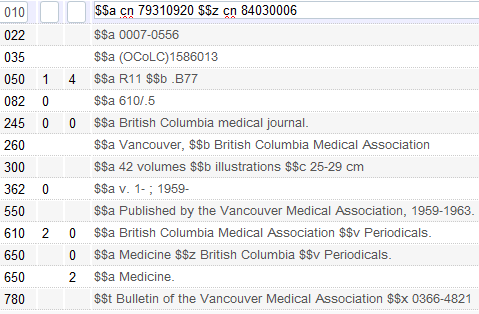 010 $$a cn 79310920 $$z cn 84030006
022 $$a 0007-0556
035 $$a (OCoLC)1586013
050 1 4 $$a R11 $$b .B77
082 0 $$a 610/.5
245 0 0 $$a British Columbia medical journal.
260 $$a Vancouver, $$b British Columbia Medical Association
300 $$a 42 volumes $$b illustrations $$c 25-29 cm
362 0 $$a v. 1- ; 1959-
550 $$a Published by the Vancouver Medical Association, 1959-1963.
610 2 0 $$a British Columbia Medical Association $$v Periodicals.
650 0 $$a Medicine $$z British Columbia $$v Periodicals.
650 2 $$a Medicine.
780 $$t Bulletin of the Vancouver Medical Association $$x 0366-4821